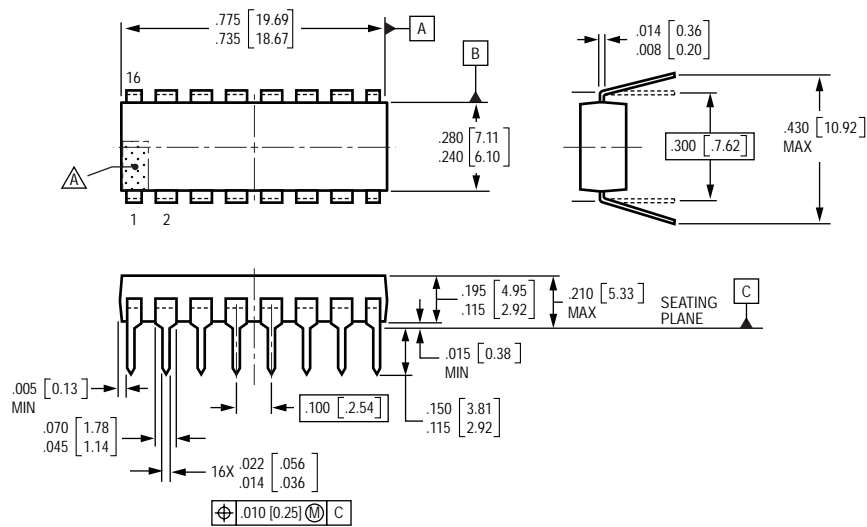 .775 [19.69]
.735 [18.67]
A
B
.014 [0.36]
.008 [0.20]
16
.280 [7.11]
.240 [6.10]
.300 [.7.62]
.430 [10.92]
MAX
A
1 2
.195 [4.95]
.115 [2.92]
.210 [5.33]
MAX
SEATING
PLANE
C
.015 [0.38]
MIN
.005 [0.13]
MIN
.100 [.2.54]
.150 [3.81]
.115 [2.92]
.070 [1.78]
.045 [1.14]
16X .022 [.056]
.014 [.036]
⌖ .010 [0.25] Ⓜ C